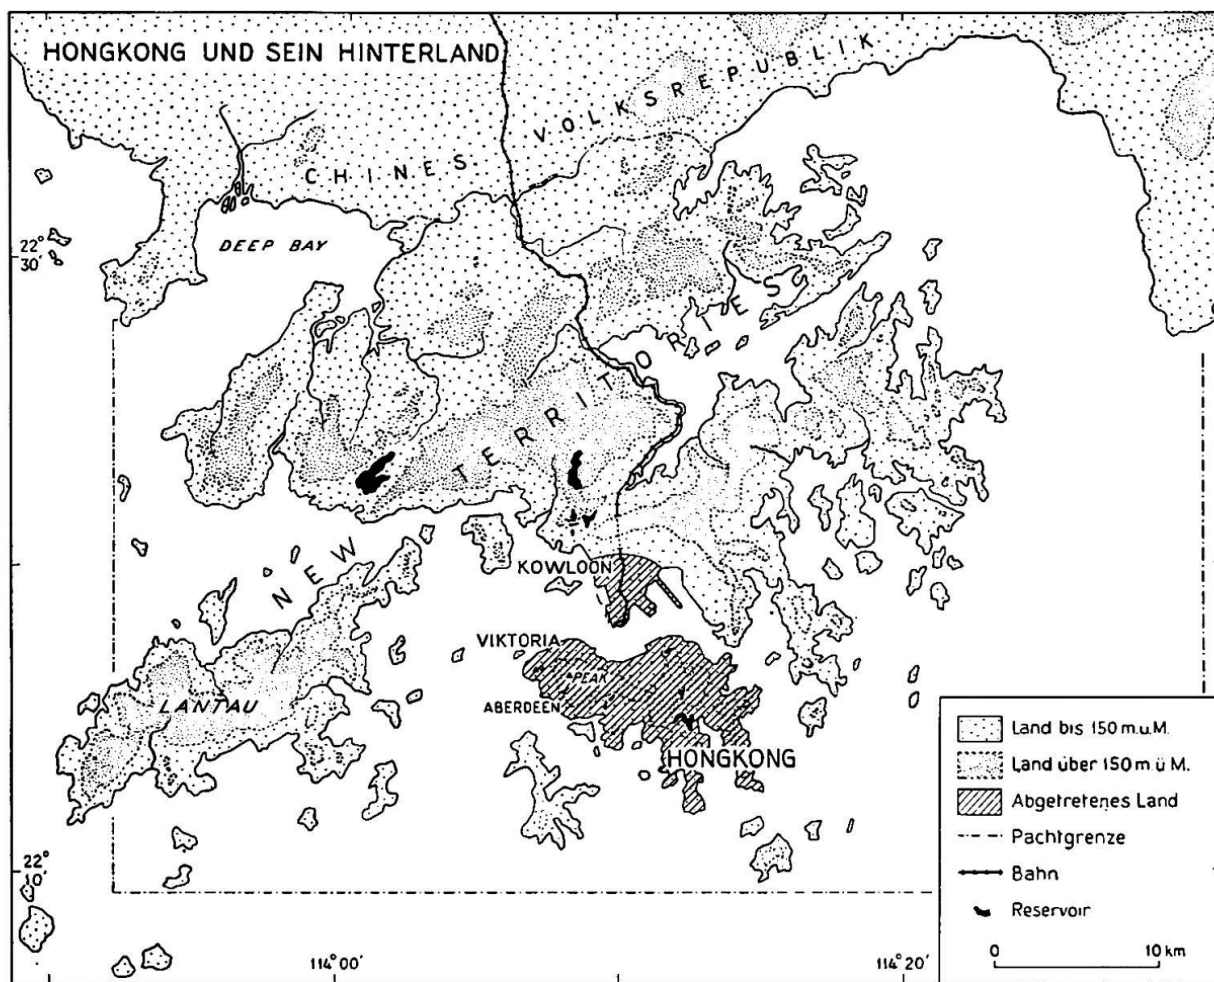 HONGKONG UND SEIN HINTERLAND
CHINES. VOLKSREPUBLIK
DEEP BAY
22°
30'
NEW TERRITORIES
KOWLOON
VIKTORIA
PEAK
ABERDEEN
LANTAU
HONGKONG
22°
10'
114° 00'
114° 20'
Land bis 150 m.u.M.
Land über 150 m ü M.
Abgetretenes Land
Pachtgrenze
Bahn
Reservoir
0 10 km